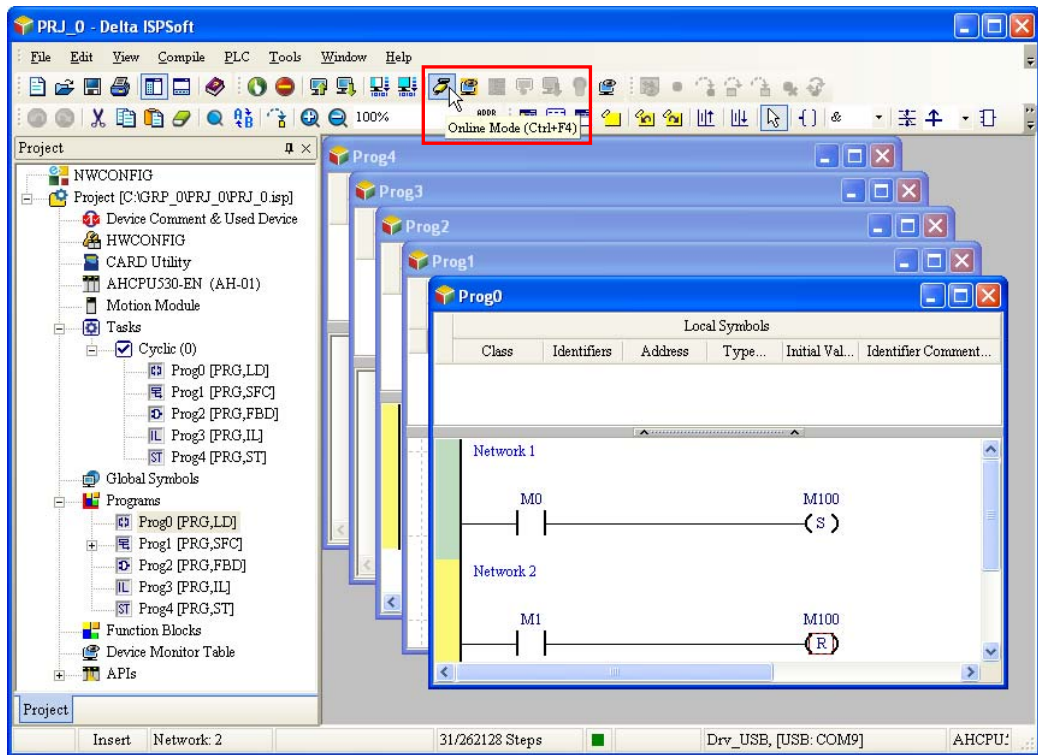 PRJ_0 - Delta ISPSoft
File Edit View Compile PLC Tools Window Help
100%
Online Mode (Ctrl+F4)
Project
NWCONFIG
Project [C:\GRP_0\PRJ_0\PRJ_0.isp]
Device Comment & Used Device
HWCONFIG
CARD Utility
AHCPU530-EN (AH-01)
Motion Module
Tasks
Cyclic (0)
Prog0 [PRG,LD]
Prog1 [PRG,SFC]
Prog2 [PRG,FBD]
IL Prog3 [PRG,IL]
ST Prog4 [PRG,ST]
Global Symbols
Programs
Prog0 [PRG,LD]
Prog1 [PRG,SFC]
Prog2 [PRG,FBD]
IL Prog3 [PRG,IL]
ST Prog4 [PRG,ST]
Function Blocks
Device Monitor Table
APIs
Project
Prog4
Prog3
Prog2
Prog1
Prog0
Local Symbols
Class Identifiers Address Type... Initial Val... Identifier Comment...
Network 1
M0 M100
S
Network 2
M1 M100
R
Insert Network: 2 31/262128 Steps Drv_USB, [USB: COM9] AHCPU: